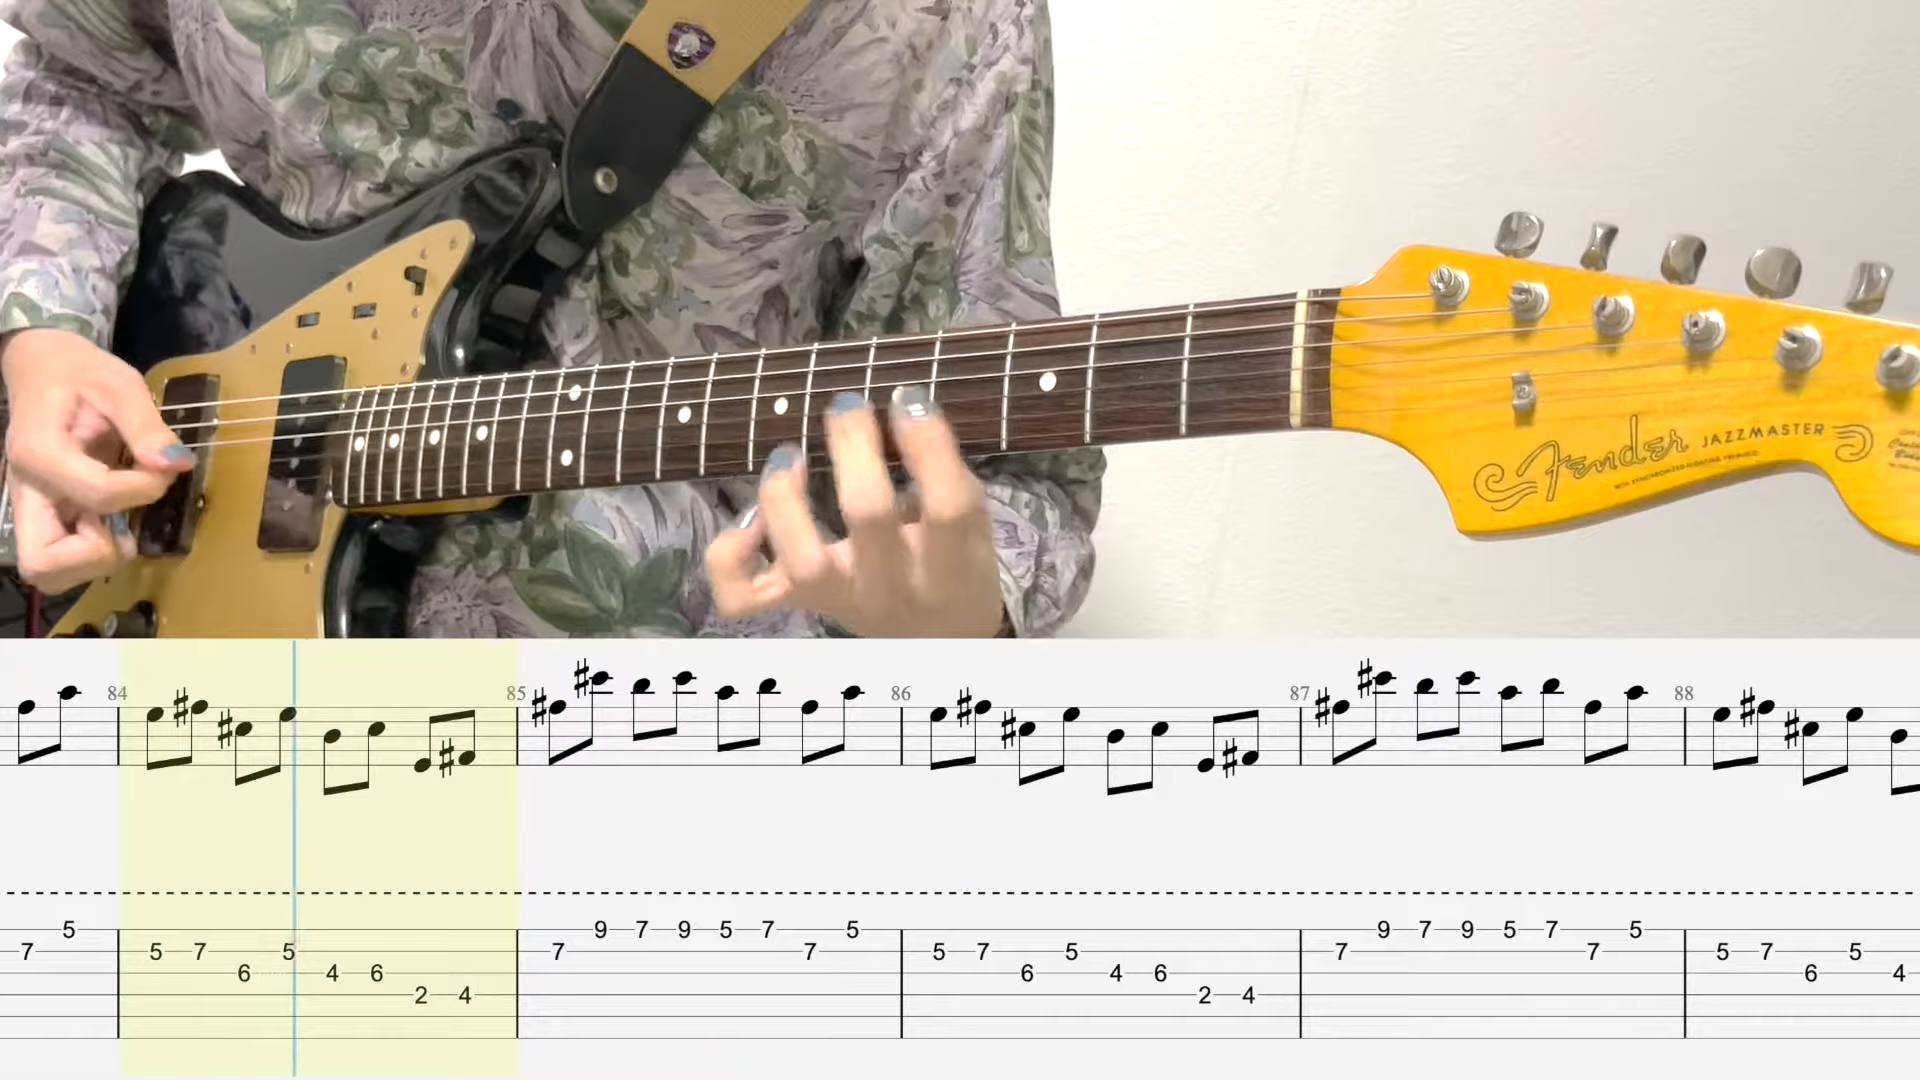 Fender JAZZMASTER
84 85 86 87 88
5 9 7 9 5 7 5 9 7 9 5 7 5
7 5 7 5 7 7 5 7 5 7 7 5 7 5
6 4 6 6 4 6 6 4
2 4 2 4